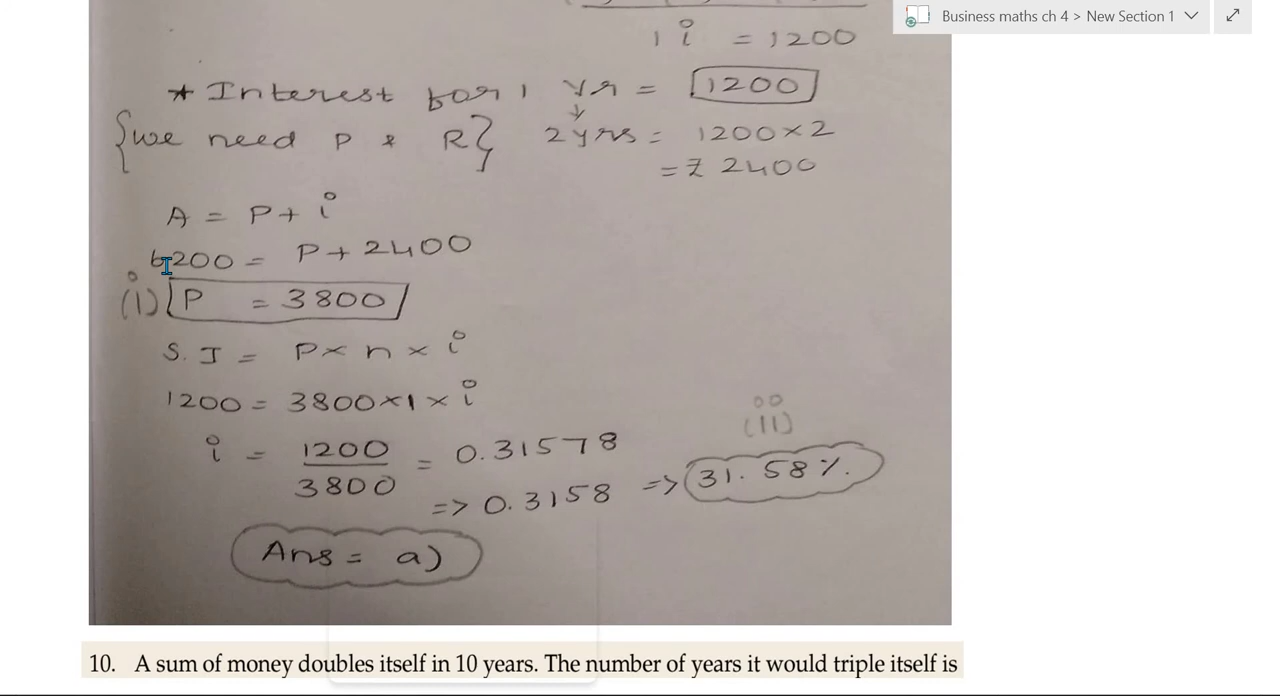 Business maths ch 4 > New Section 1
1 i = 1200
* Interest for 1 yr = 1200
{we need P & R} 2 yrs = 1200 × 2
= ₹ 2400
A = P + i
6200 = P + 2400
(i) P = 3800
S. I = P × n × i
1200 = 3800 × 1 × i
i = 1200/3800 = 0.31578
=> 0.3158 => 31.58 %.
(ii)
Ans = a)
10. A sum of money doubles itself in 10 years. The number of years it would triple itself is